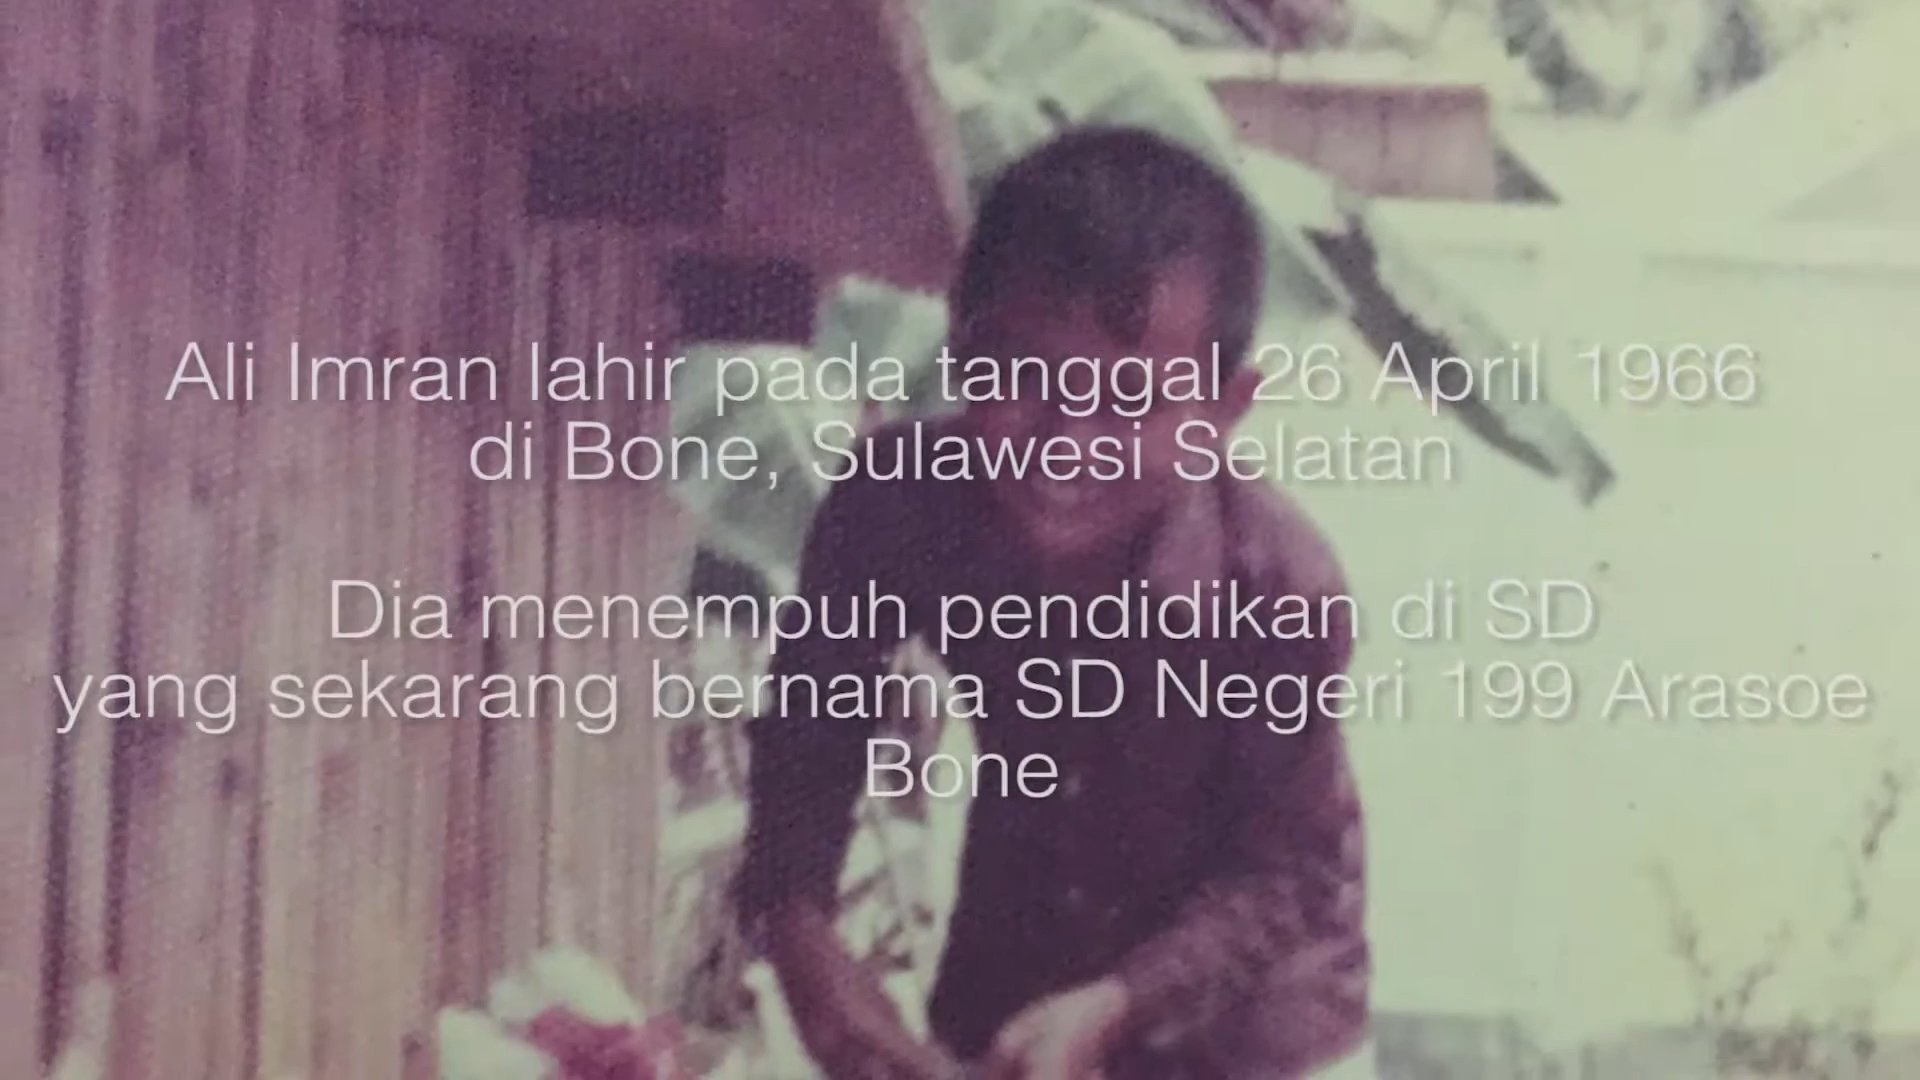 Ali Imran lahir pada tanggal 26 April 1966
di Bone, Sulawesi Selatan
Dia menempuh pendidikan di SD
yang sekarang bernama SD Negeri 199 Arasoe
Bone